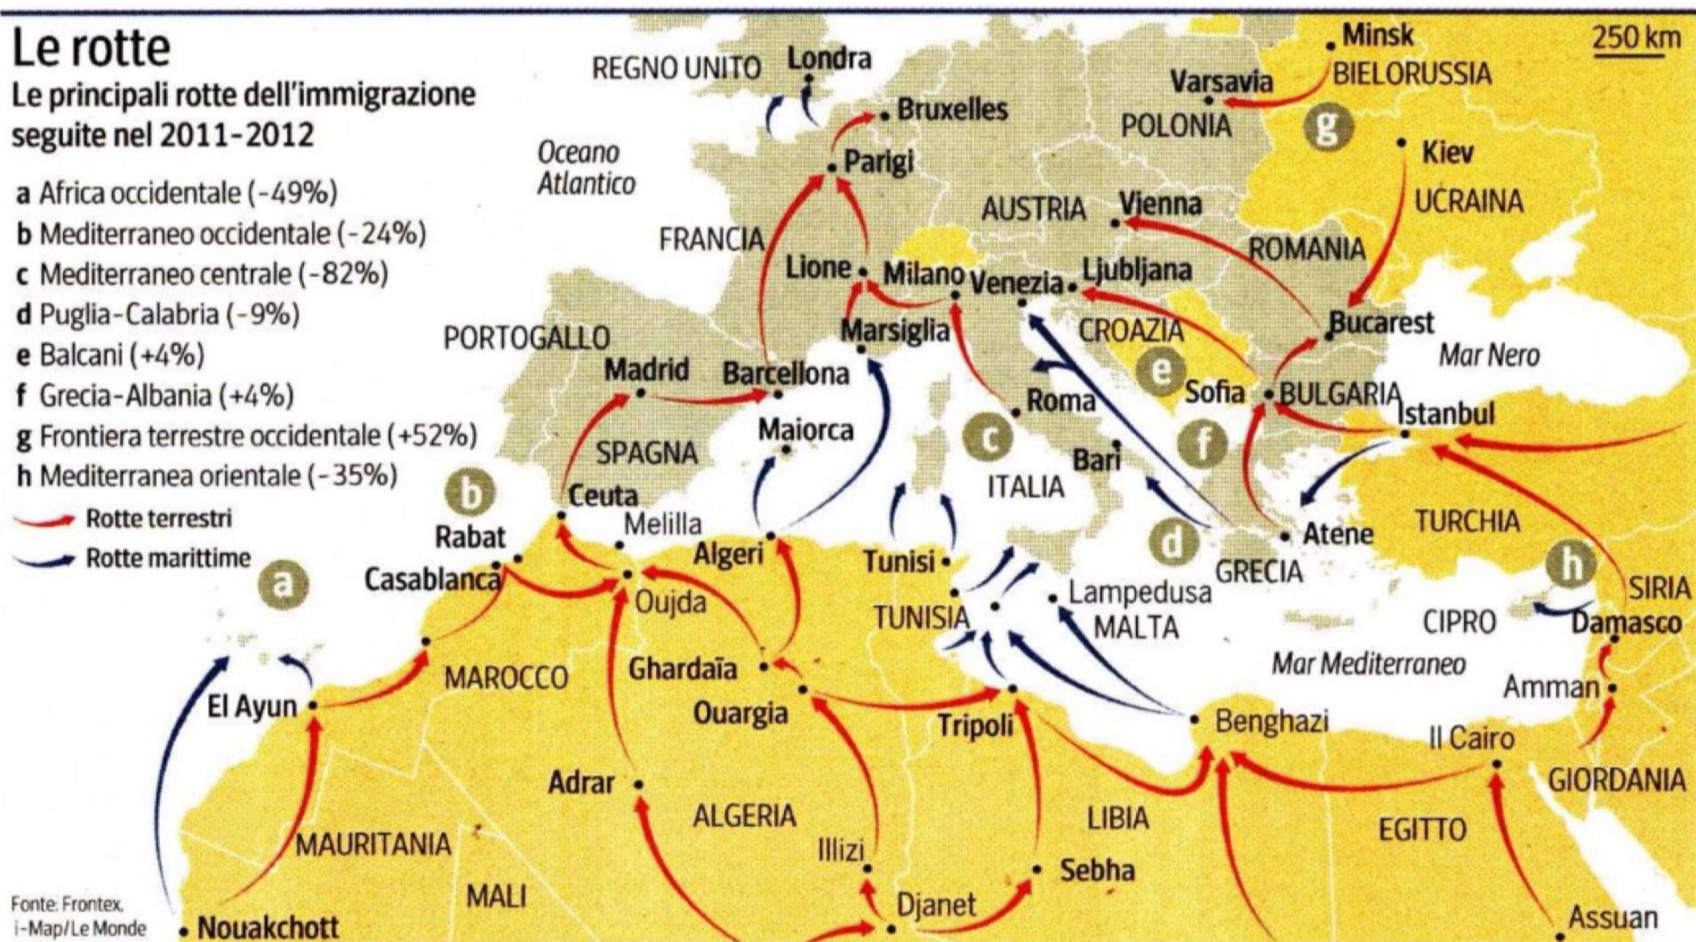 Le rotte
Le principali rotte dell'immigrazione
seguite nel 2011-2012
a Africa occidentale (-49%)
b Mediterraneo occidentale (-24%)
c Mediterraneo centrale (-82%)
d Puglia-Calabria (-9%)
e Balcani (+4%)
f Grecia-Albania (+4%)
g Frontiera terrestre occidentale (+52%)
h Mediterranea orientale (-35%)
Rotte terrestri
Rotte marittime
250 km
Minsk
BIELORUSSIA
Londra
REGNO UNITO
Varsavia
POLONIA
g
Bruxelles
Oceano
Atlantico
Parigi
Kiev
UCRAINA
AUSTRIA
Vienna
FRANCIA
ROMANIA
Lione
Milano
Venezia
Ljubljana
PORTOGALLO
Marsiglia
CROAZIA
Bucarest
Mar Nero
Madrid
Barcellona
e
Sofia
BULGARIA
Roma
Istanbul
Maiorca
c
f
SPAGNA
Bari
ITALIA
b
Ceuta
Melilla
TURCHIA
Rabat
Algeri
Tunisi
d
Atene
GRECIA
h
Casablanca
a
Oujda
Lampedusa
SIRIA
TUNISIA
MALTA
CIPRO
Damasco
MAROCCO
Ghardaïa
Mar Mediterraneo
Amman
El Ayun
Ouargia
Tripoli
Benghazi
Il Cairo
Adrar
GIORDANIA
ALGERIA
LIBIA
EGITTO
MAURITANIA
Illizi
Sebha
MALI
Djanet
Assuan
Fonte: Frontex,
i-Map/Le Monde
Nouakchott